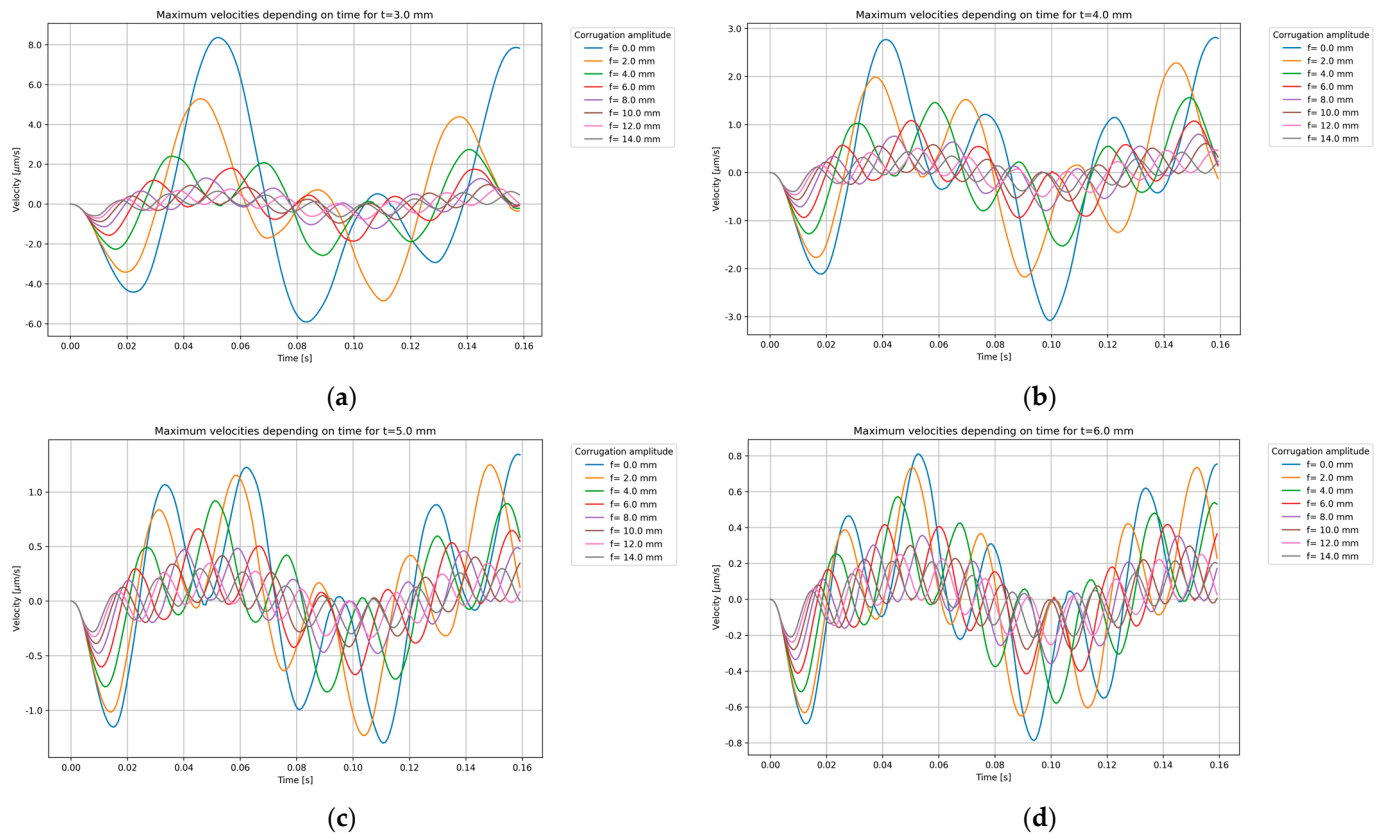 Maximum velocities depending on time for t=3.0 mm
8.0
6.0
4.0
2.0
0.0
-2.0
-4.0
-6.0
Velocity [μm/s]
0.00 0.02 0.04 0.06 0.08 0.10 0.12 0.14 0.16
Time [s]
Corrugation amplitude
f= 0.0 mm
f= 2.0 mm
f= 4.0 mm
f= 6.0 mm
f= 8.0 mm
f= 10.0 mm
f= 12.0 mm
f= 14.0 mm
(a)
Maximum velocities depending on time for t=4.0 mm
3.0
2.0
1.0
0.0
-1.0
-2.0
-3.0
Velocity [μm/s]
0.00 0.02 0.04 0.06 0.08 0.10 0.12 0.14 0.16
Time [s]
Corrugation amplitude
f= 0.0 mm
f= 2.0 mm
f= 4.0 mm
f= 6.0 mm
f= 8.0 mm
f= 10.0 mm
f= 12.0 mm
f= 14.0 mm
(b)
Maximum velocities depending on time for t=5.0 mm
1.0
0.5
0.0
-0.5
-1.0
Velocity [μm/s]
0.00 0.02 0.04 0.06 0.08 0.10 0.12 0.14 0.16
Time [s]
Corrugation amplitude
f= 0.0 mm
f= 2.0 mm
f= 4.0 mm
f= 6.0 mm
f= 8.0 mm
f= 10.0 mm
f= 12.0 mm
f= 14.0 mm
(c)
Maximum velocities depending on time for t=6.0 mm
0.8
0.6
0.4
0.2
0.0
-0.2
-0.4
-0.6
-0.8
Velocity [μm/s]
0.00 0.02 0.04 0.06 0.08 0.10 0.12 0.14 0.16
Time [s]
Corrugation amplitude
f= 0.0 mm
f= 2.0 mm
f= 4.0 mm
f= 6.0 mm
f= 8.0 mm
f= 10.0 mm
f= 12.0 mm
f= 14.0 mm
(d)